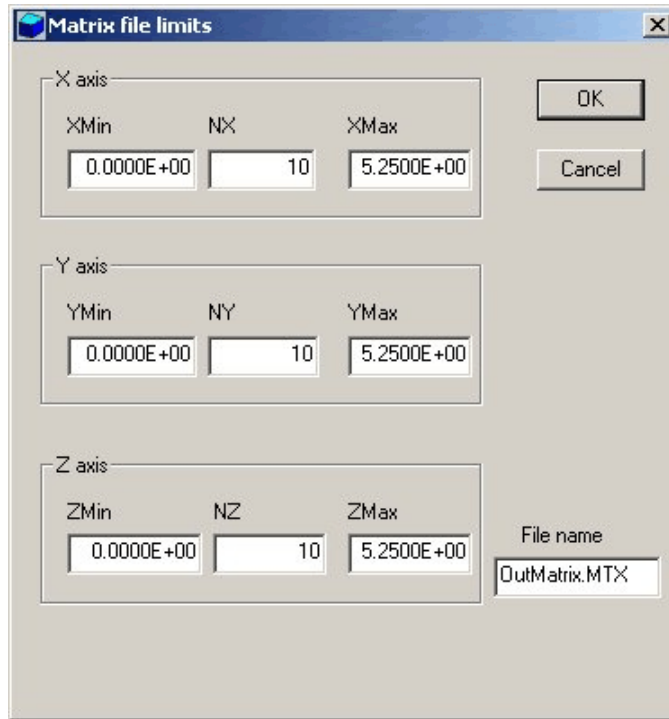 Matrix file limits
X axis
XMin NX XMax
0.0000E+00 10 5.2500E+00
OK
Cancel
Y axis
YMin NY YMax
0.0000E+00 10 5.2500E+00
Z axis
ZMin NZ ZMax
0.0000E+00 10 5.2500E+00
File name
OutMatrix.MTX